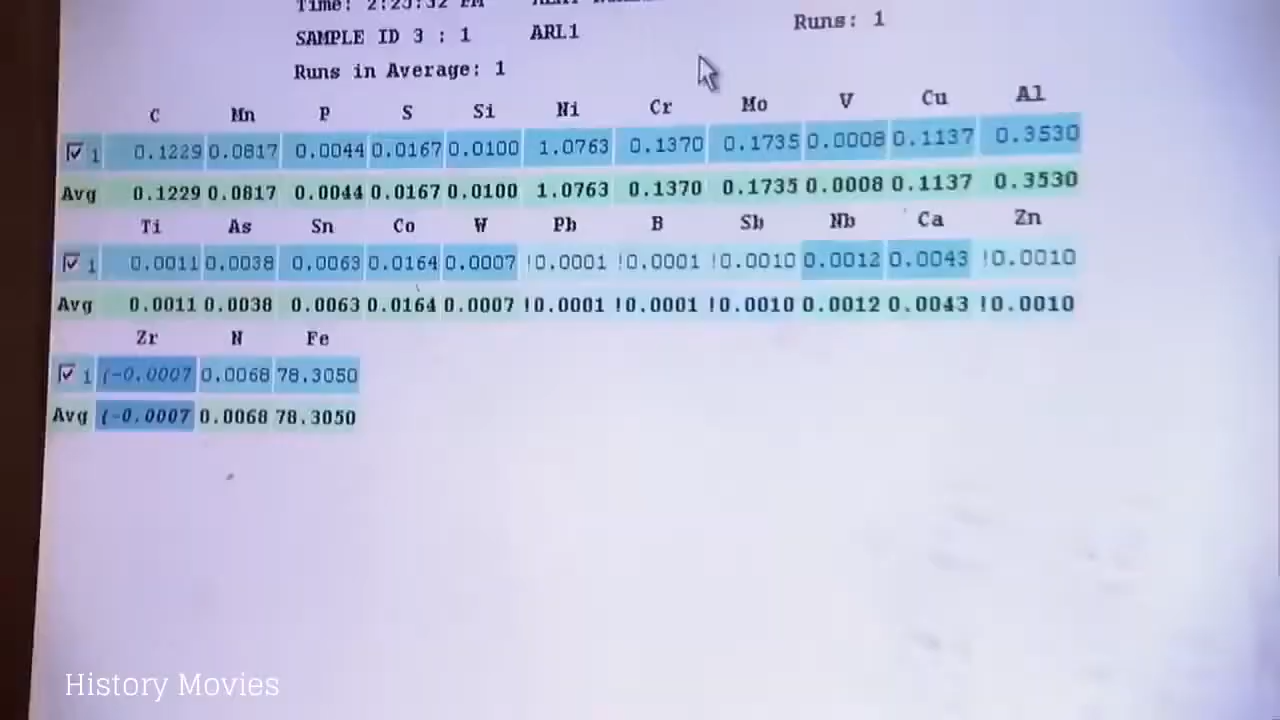 Time: 2:25:32 PM
SAMPLE ID 3 : 1 ARL1 Runs: 1
Runs in Average: 1
C Mn P S Si Ni Cr Mo V Cu Al
1 0.1229 0.0817 0.0044 0.0167 0.0100 1.0763 0.1370 0.1735 0.0008 0.1137 0.3530
Avg 0.1229 0.0817 0.0044 0.0167 0.0100 1.0763 0.1370 0.1735 0.0008 0.1137 0.3530
Ti As Sn Co W Pb B Sb Nb Ca Zn
1 0.0011 0.0038 0.0063 0.0164 0.0007 !0.0001 !0.0001 !0.0010 0.0012 0.0043 !0.0010
Avg 0.0011 0.0038 0.0063 0.0164 0.0007 !0.0001 !0.0001 !0.0010 0.0012 0.0043 !0.0010
Zr N Fe
1 (-0.0007 0.0068 78.3050
Avg (-0.0007 0.0068 78.3050
History Movies